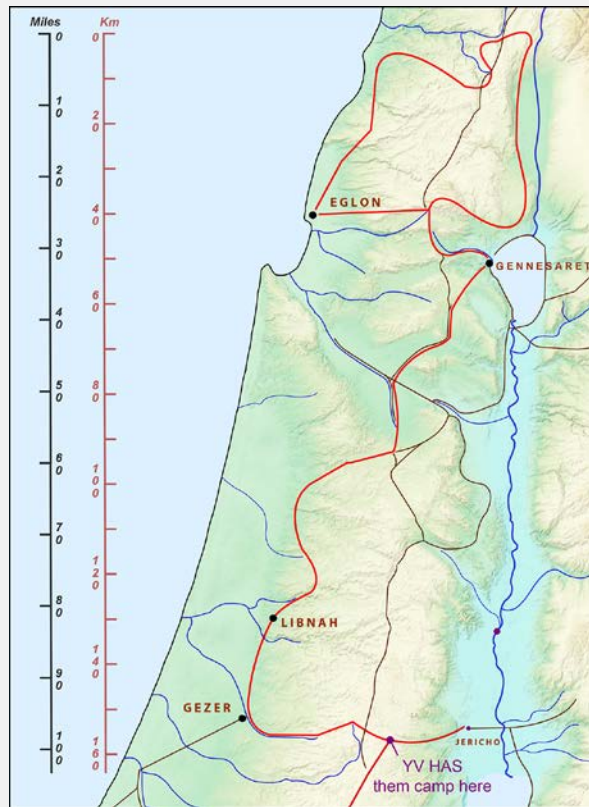 Miles
Km
0
10
20
30
40
50
60
70
80
90
100
0
20
40
60
80
100
120
140
160
EGLON
GENNESARET
LIBNAH
GEZER
JERICHO
YV HAS
them camp here